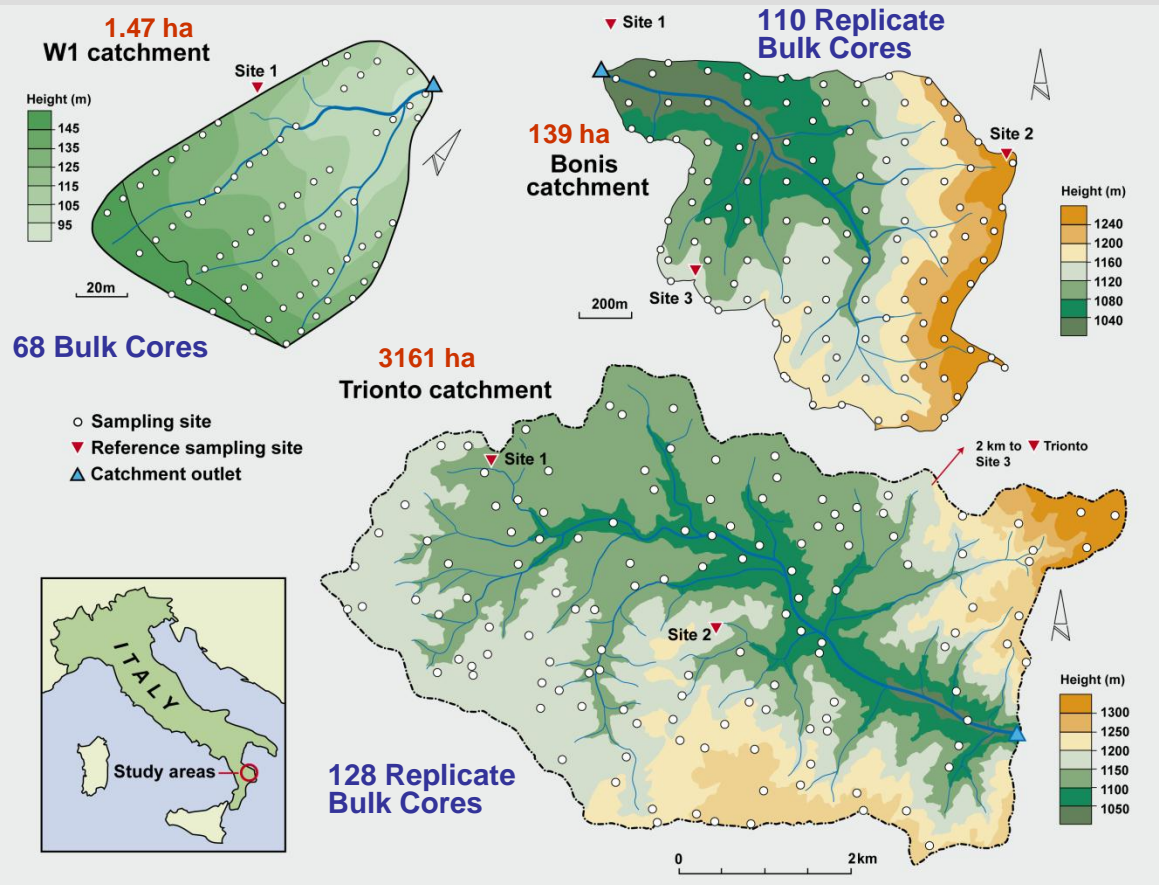 1.47 ha
W1 catchment
Site 1
Height (m)
145
135
125
115
105
95
20m
68 Bulk Cores
Site 1
110 Replicate
Bulk Cores
139 ha
Bonis
catchment
Site 2
Site 3
200m
Height (m)
1240
1200
1160
1120
1080
1040
3161 ha
Trionto catchment
Sampling site
Reference sampling site
Catchment outlet
Site 1
2 km to
Site 3
Trionto
Site 2
ITALY
Study areas
128 Replicate
Bulk Cores
Height (m)
1300
1250
1200
1150
1100
1050
0
2km